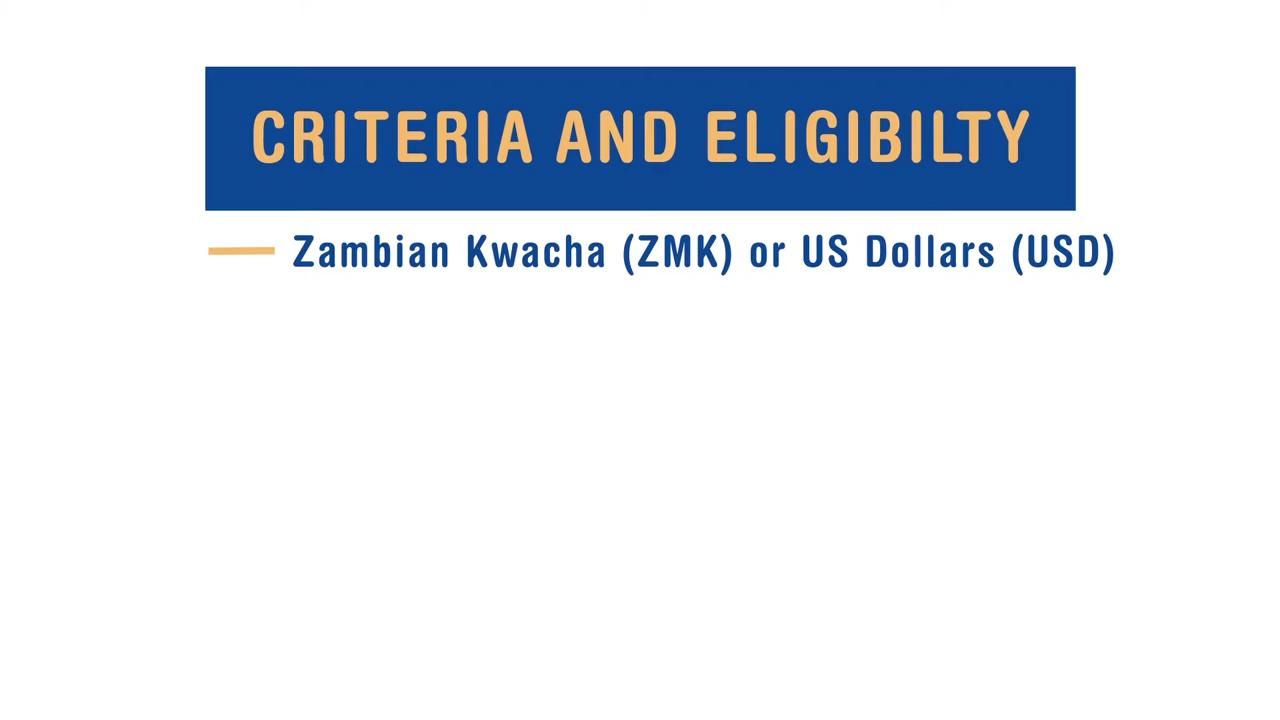 CRITERIA AND ELIGIBILTY
Zambian Kwacha (ZMK) or US Dollars (USD)